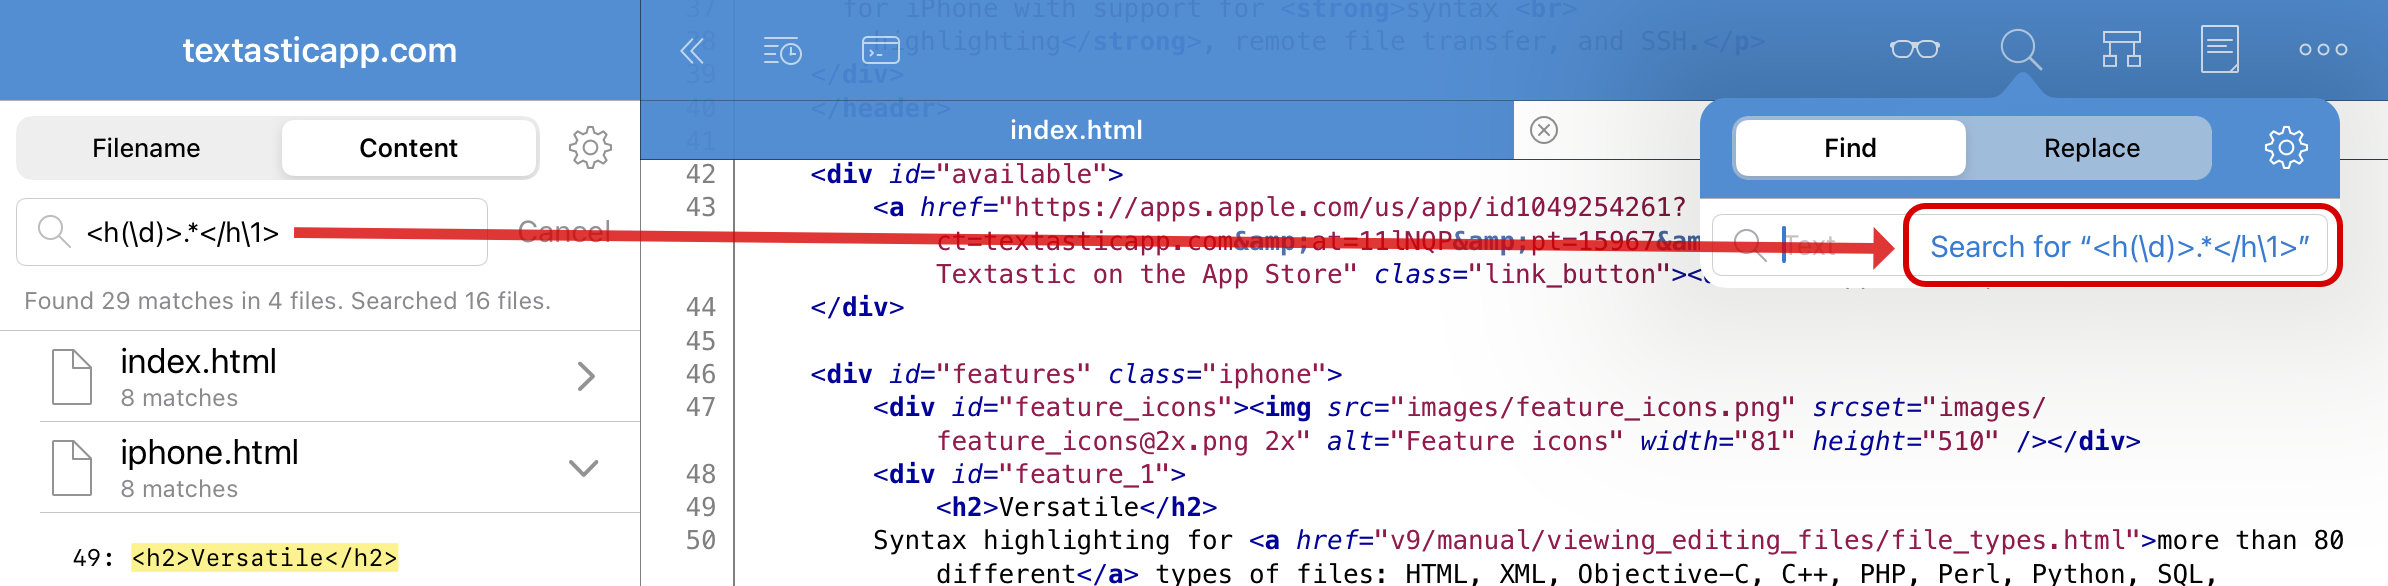 textasticapp.com
Filename
Content
<h(\d)>.*</h\1>
Cancel
Found 29 matches in 4 files. Searched 16 files.
index.html
8 matches
iphone.html
8 matches
49: <h2>Versatile</h2>
37 for iPhone with support for <strong>syntax <br>
38 highlighting</strong>, remote file transfer, and SSH.</p>
39 </div>
40 </header>
41
index.html
42 <div id="available">
43 <a href="https://apps.apple.com/us/app/id1049254261?
ct=textasticapp.com&amp;at=11lNQP&amp;pt=15967&am
Textastic on the App Store" class="link_button"><
44 </div>
45
46 <div id="features" class="iphone">
47 <div id="feature_icons"><img src="images/feature_icons.png" srcset="images/
feature_icons@2x.png 2x" alt="Feature icons" width="81" height="510" /></div>
48 <div id="feature_1">
49 <h2>Versatile</h2>
50 Syntax highlighting for <a href="v9/manual/viewing_editing_files/file_types.html">more than 80
different</a> types of files: HTML, XML, Objective-C, C++, PHP, Perl, Python, SQL,
Find
Replace
Text
Search for “<h(\d)>.*</h\1>”